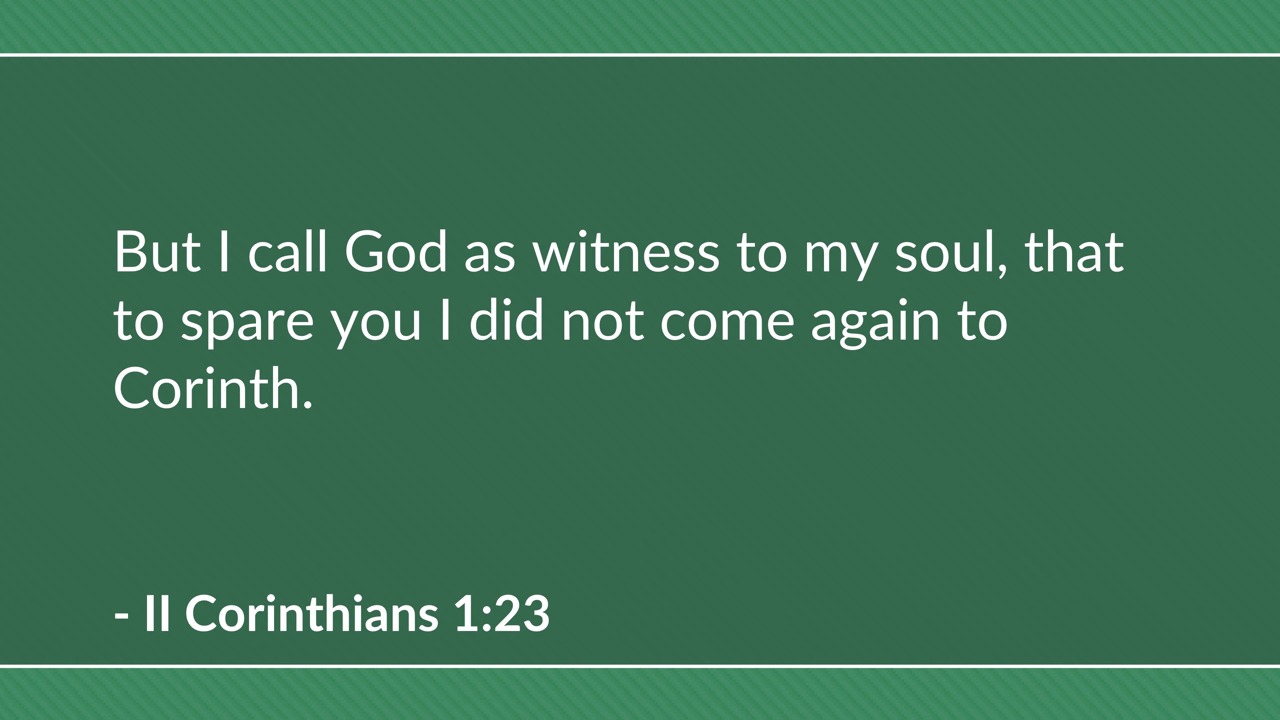 But I call God as witness to my soul, that
to spare you I did not come again to
Corinth.
- II Corinthians 1:23